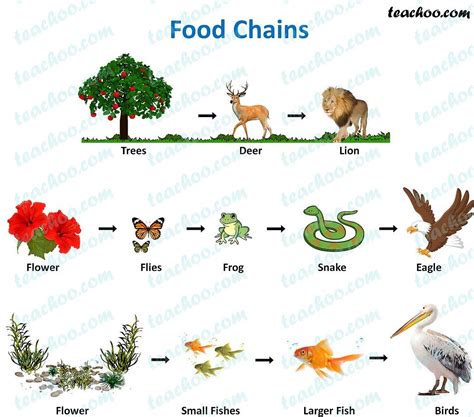 teachoo.com
Food Chains
Trees Deer Lion
Flower Flies Frog Snake Eagle
Flower Small Fishes Larger Fish Birds